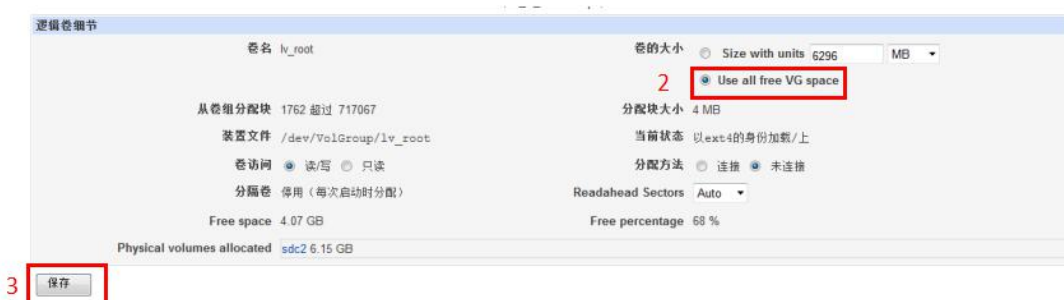 逻辑卷细节
卷名 lv_root 卷的大小 Size with units 6296 MB
2 Use all free VG space
从卷组分配块 1762 超过 717067 分配块大小 4 MB
装置文件 /dev/VolGroup/lv_root 当前状态 以ext4的身份加载/上
卷访问 读/写 只读 分配方法 连接 未连接
分隔卷 停用（每次启动时分配） Readahead Sectors Auto
Free space 4.07 GB Free percentage 68 %
Physical volumes allocated sdc2 6.15 GB
3 保存